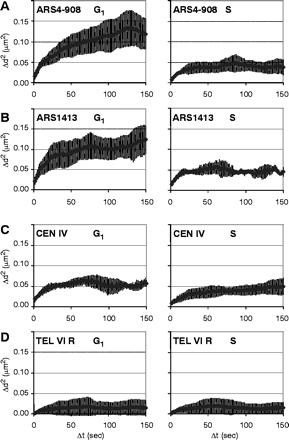 A
ARS4-908 G1
ARS4-908 S
Δd2 (μm2)
0.15
0.10
0.05
0.00
0 50 100 150
0 50 100 150
B
ARS1413 G1
ARS1413 S
Δd2 (μm2)
0.15
0.10
0.05
0.00
0 50 100 150
0 50 100 150
C
CEN IV G1
CEN IV S
Δd2 (μm2)
0.15
0.10
0.05
0.00
0 50 100 150
0 50 100 150
D
TEL VI R G1
TEL VI R S
Δd2 (μm2)
0.15
0.10
0.05
0.00
0 50 100 150
0 50 100 150
Δt (sec)
Δt (sec)